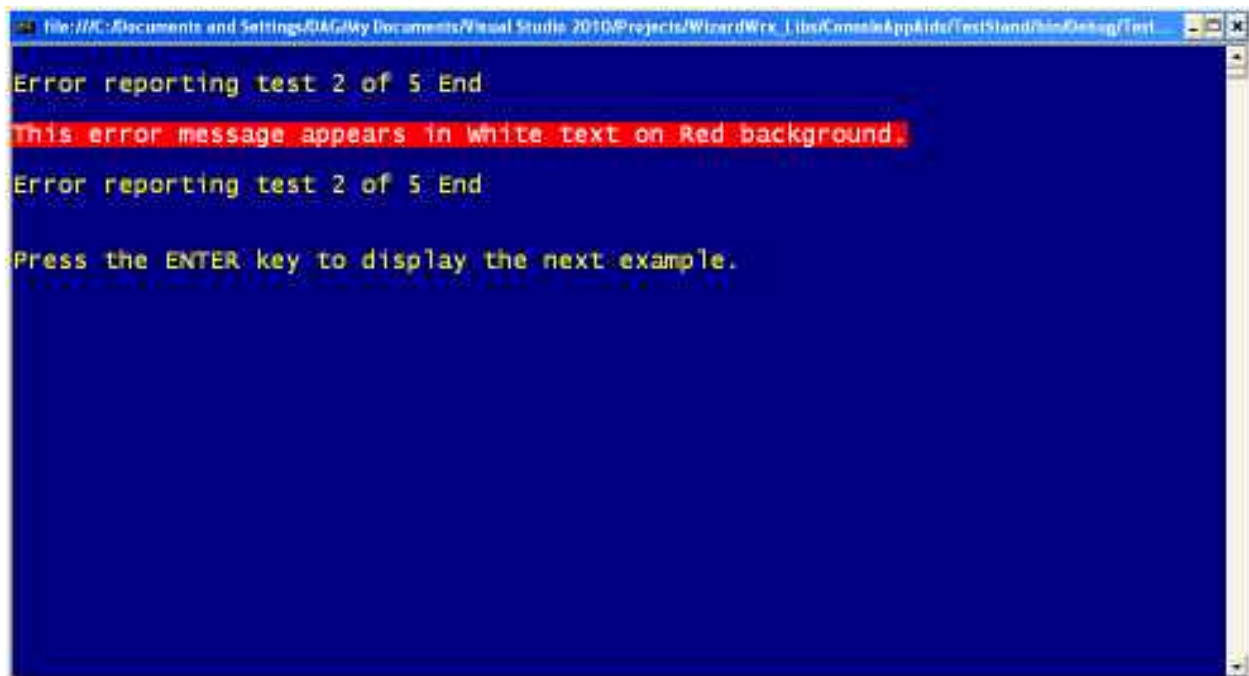 file:///C:/Documents and Settings/DAG/My Documents/Visual Studio 2010/Projects/WizardWrx_Libs/ConsoleAppAids/TestStand/bin/Debug/Test
Error reporting test 2 of 5 End
This error message appears in White text on Red background.
Error reporting test 2 of 5 End
Press the ENTER key to display the next example.